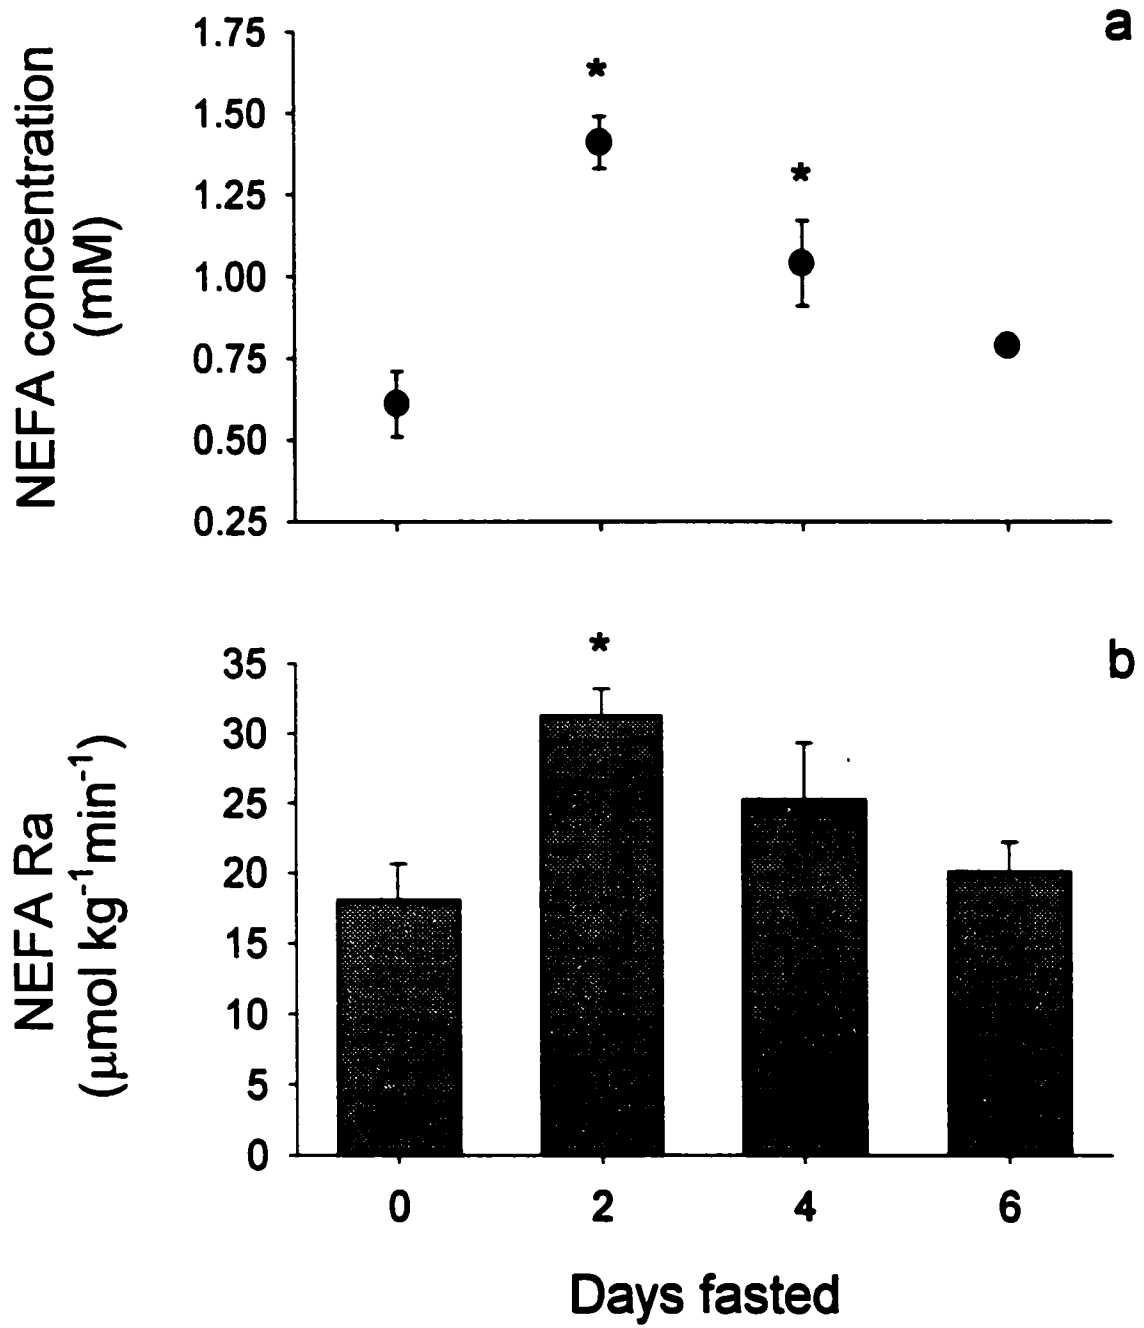 a
NEFA concentration
(mM)
1.75
1.50
1.25
1.00
0.75
0.50
0.25
*
*
b
NEFA Ra
(μmol kg⁻¹min⁻¹)
35
30
25
20
15
10
5
0
*
0 2 4 6
Days fasted